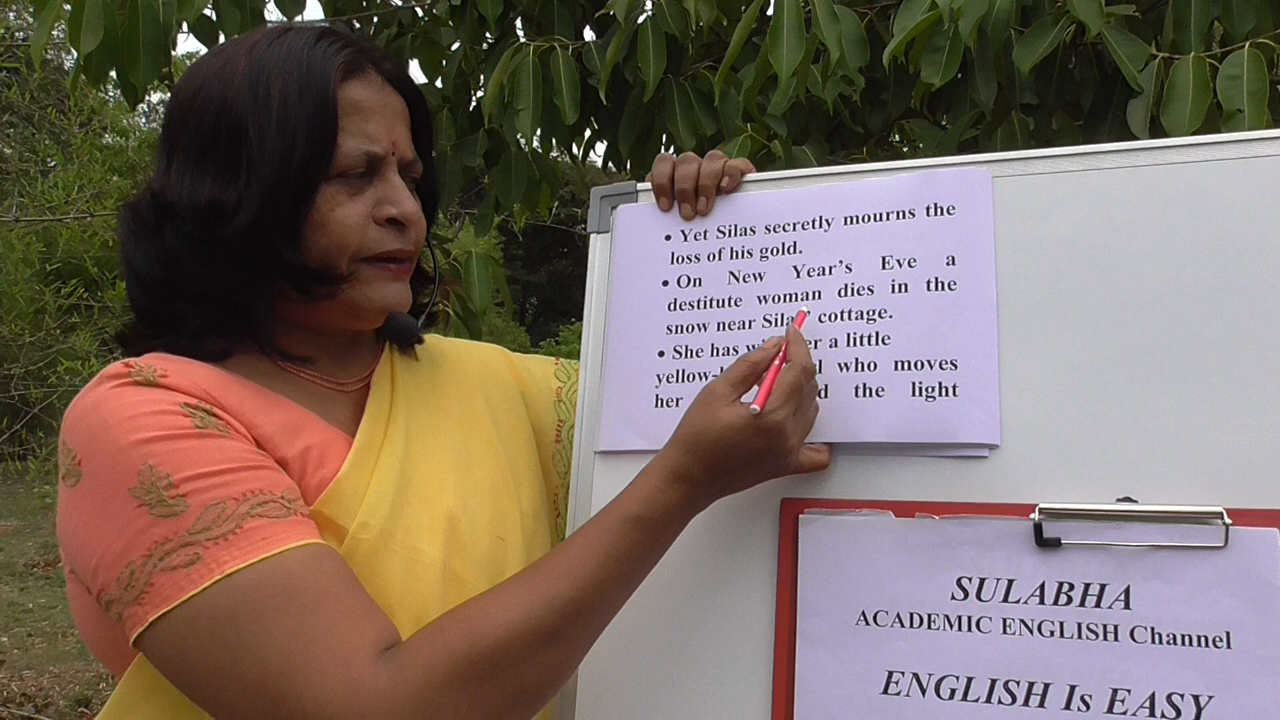 • Yet Silas secretly mourns the
loss of his gold.
• On New Year's Eve a
destitute woman dies in the
snow near cottage.
• She has a little
who moves
her the light
SULABHA
ACADEMIC ENGLISH Channel
ENGLISH Is EASY